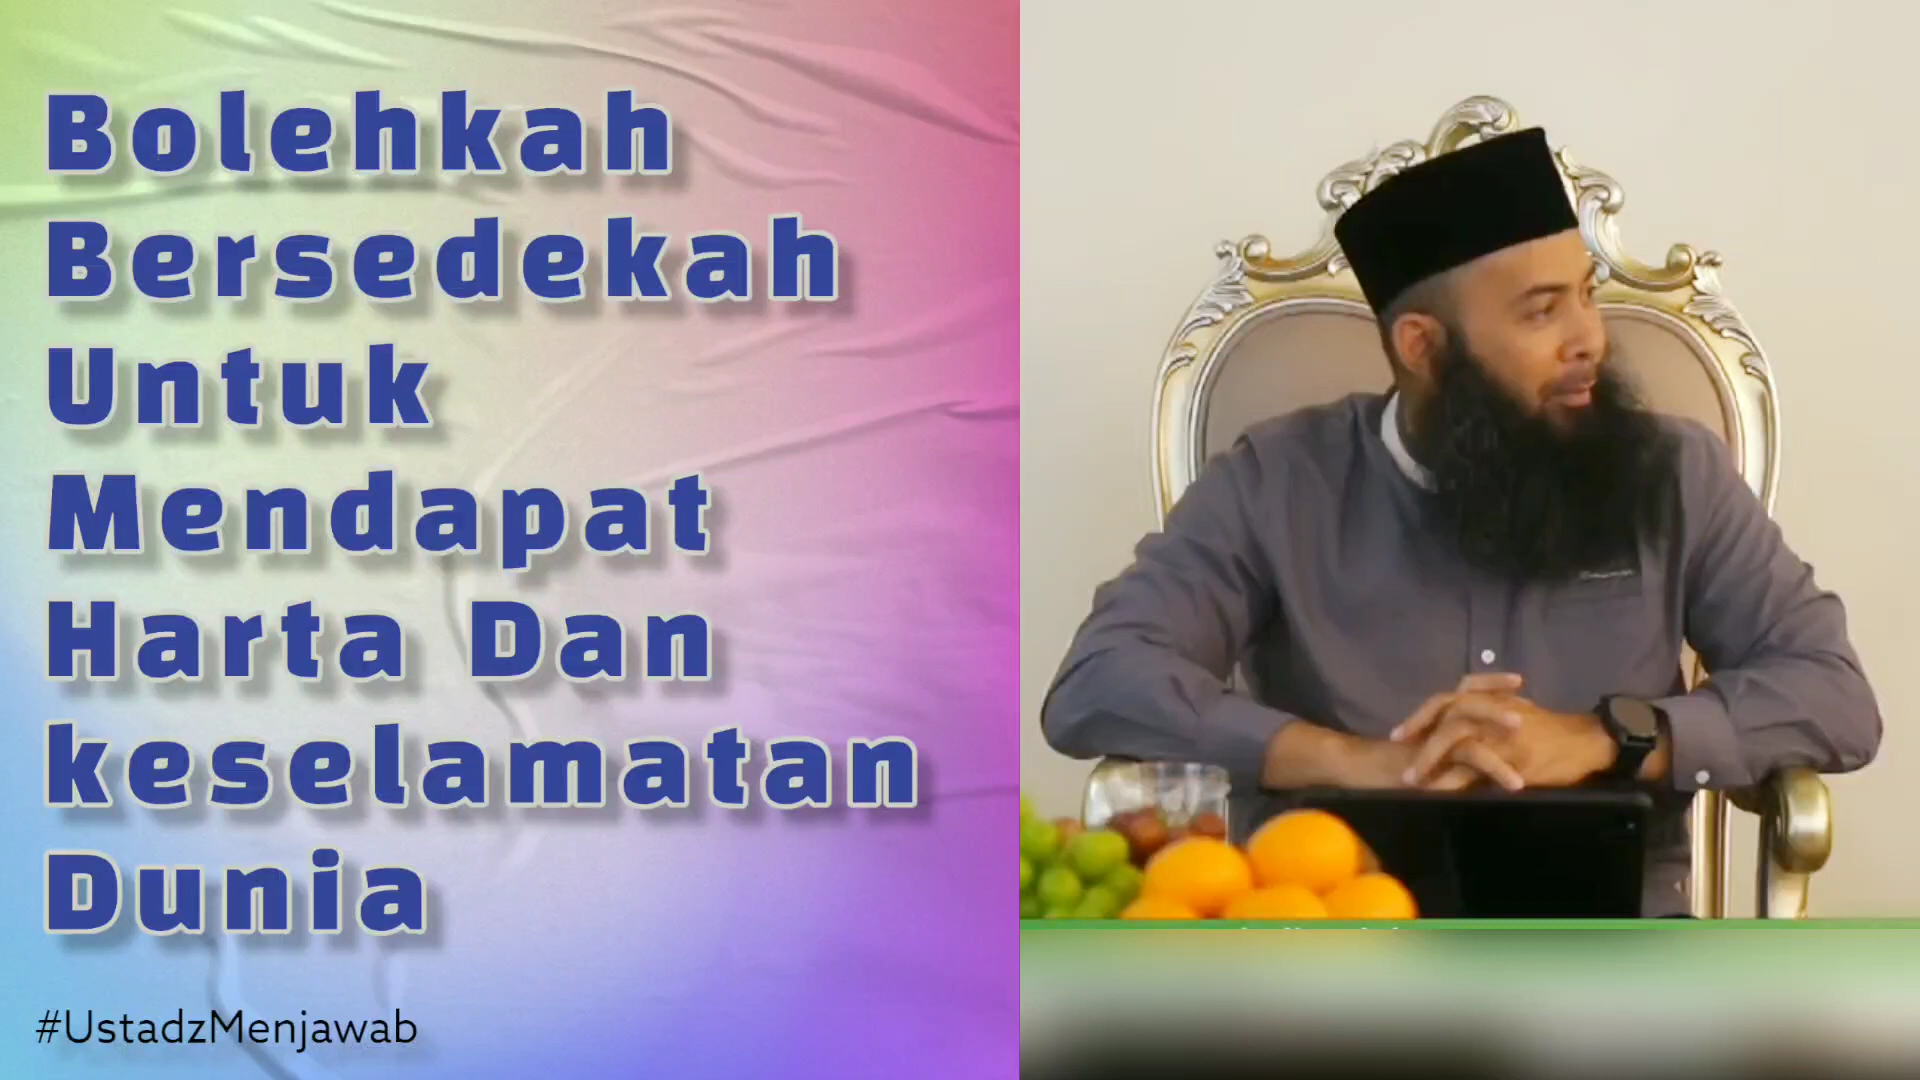 Bolehkah
Bersedekah
Untuk
Mendapat
Harta Dan
keselamatan
Dunia
#UstadzMenjawab